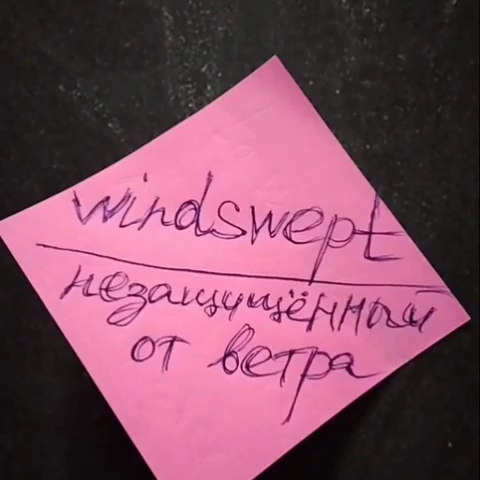 windswept
незащищённый
от ветра